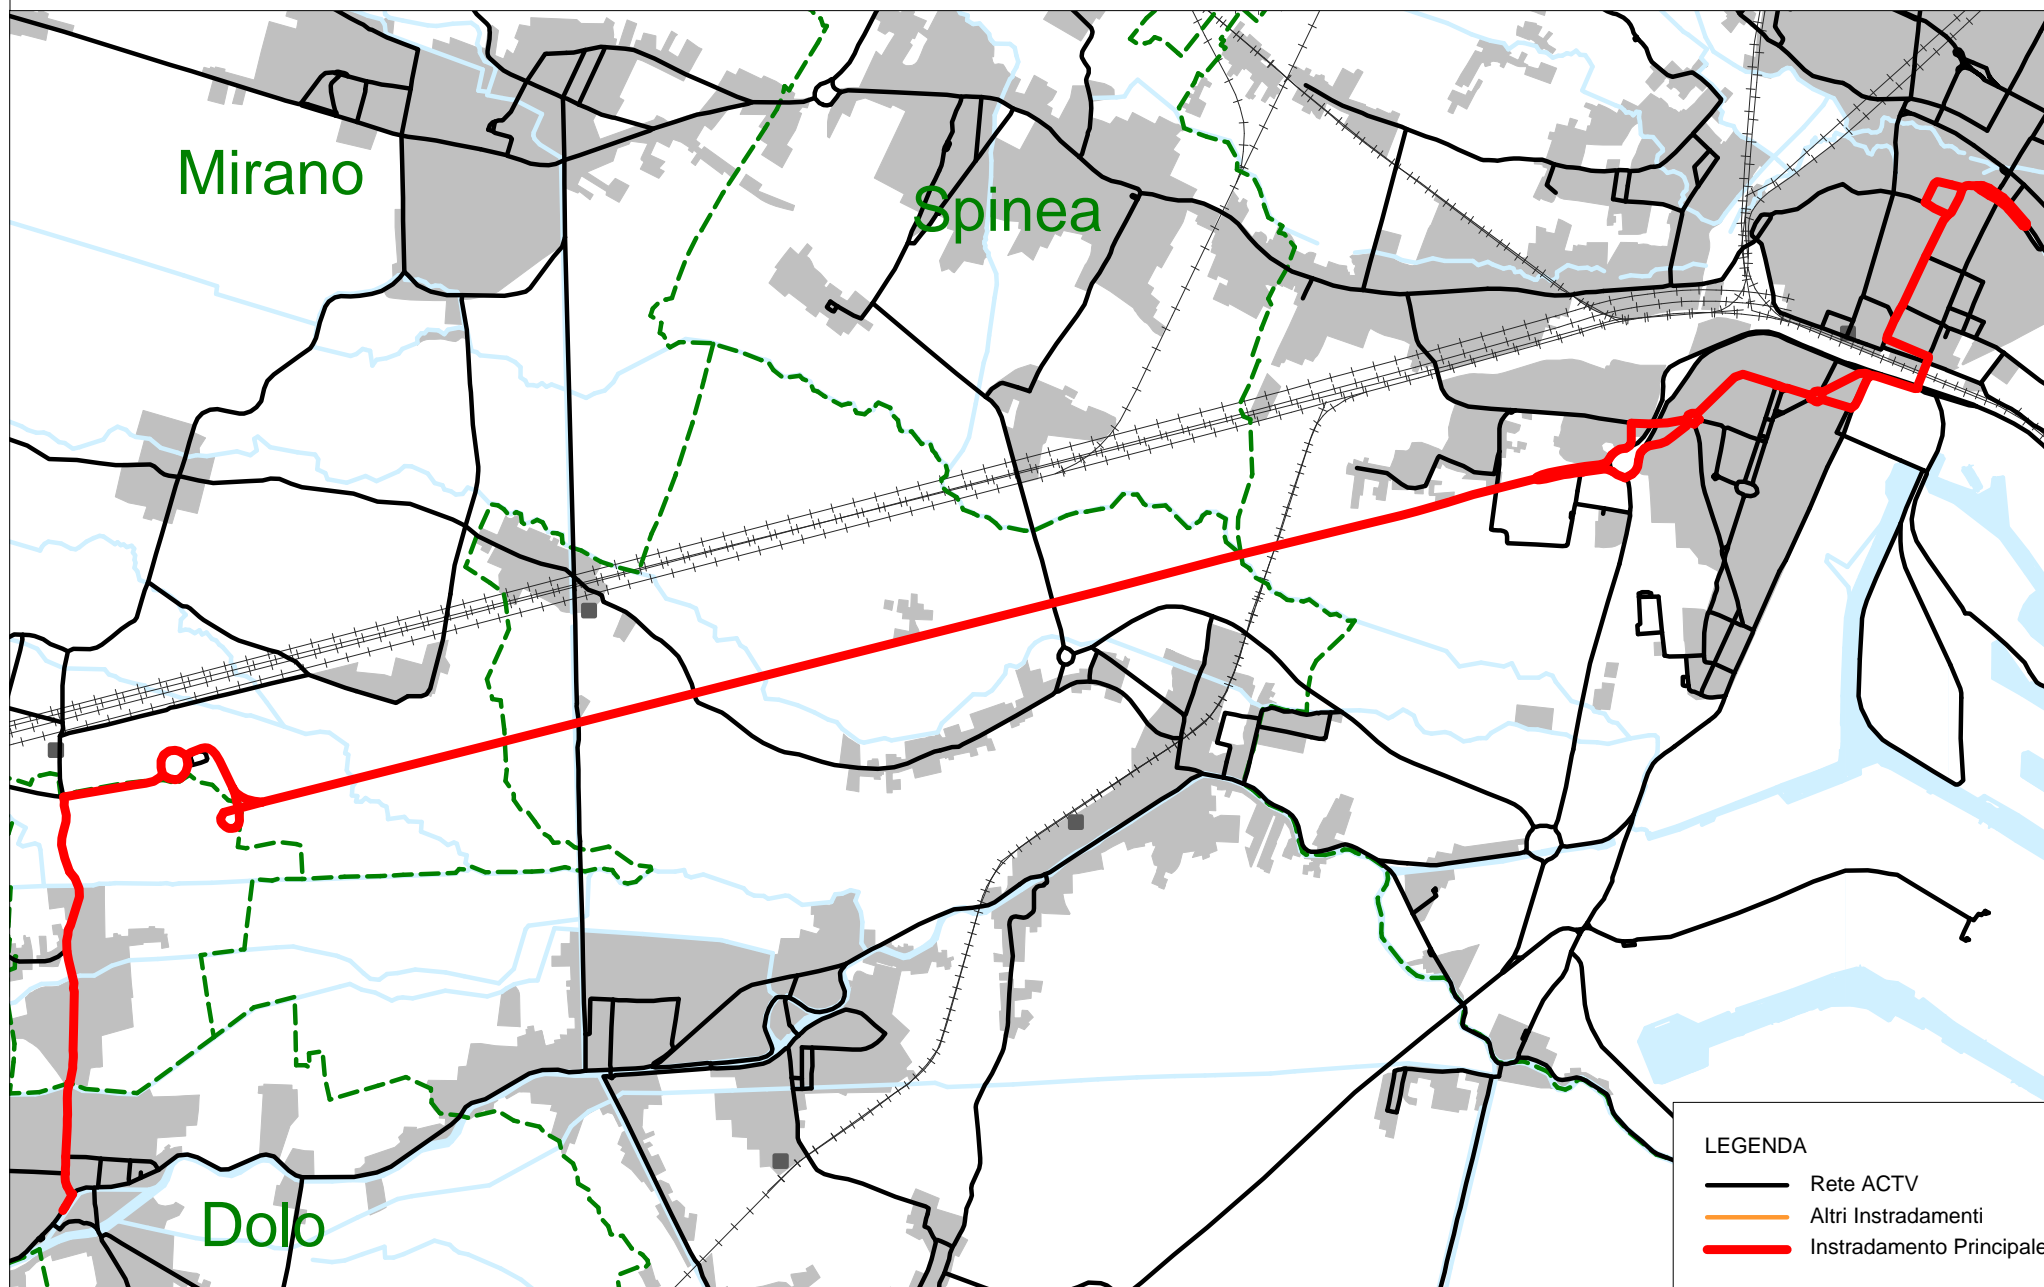 Mirano
Spinea
Dolo
LEGENDA
Rete ACTV
Altri Instradamenti
Instradamento Principale